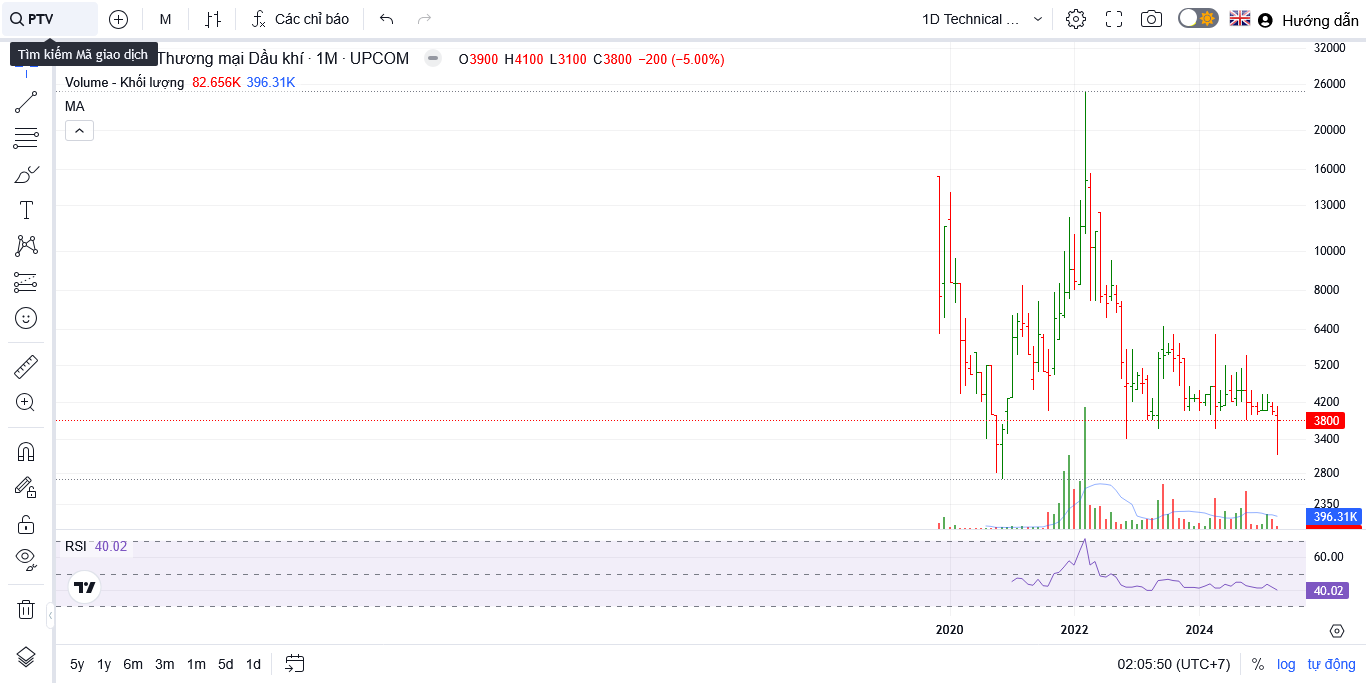 PTV
M
Các chỉ báo
1D Technical ...
Hướng dẫn
Tìm kiếm Mã giao dịch
Thương mại Dầu khí · 1M · UPCOM
O3900 H4100 L3100 C3800 −200 (−5.00%)
Volume - Khối lượng 82.656K 396.31K
MA
32000
26000
20000
16000
13000
10000
8000
6400
5200
4200
3800
3400
2800
2350
396.31K
RSI 40.02
60.00
40.02
2020
2022
2024
5y 1y 6m 3m 1m 5d 1d
02:05:50 (UTC+7)
%
log
tự động